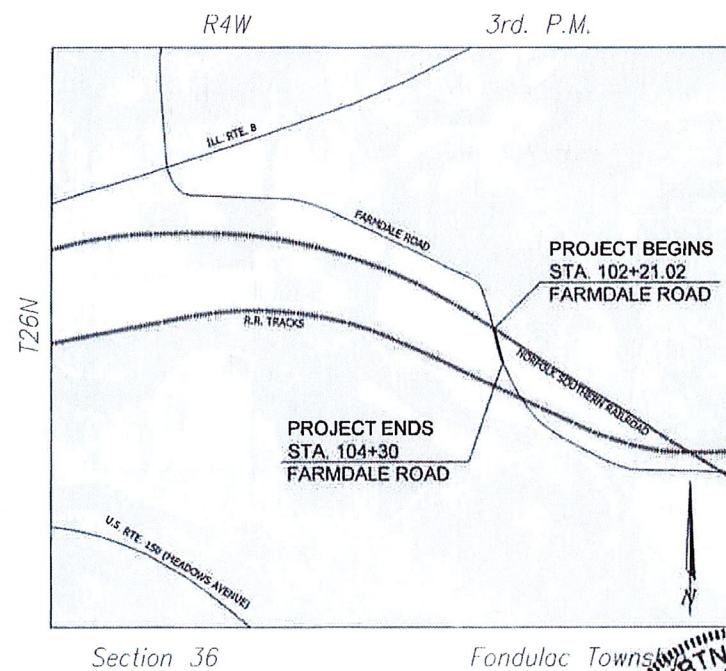 R4W 3rd. P.M.
ILL. RTE. 8
FARMDALE ROAD
PROJECT BEGINS
STA. 102+21.02
FARMDALE ROAD
T26N
R.R. TRACKS
NORFOLK SOUTHERN RAILROAD
PROJECT ENDS
STA. 104+30
FARMDALE ROAD
U.S. RTE. 150 (MEADOWS AVENUE)
N
Section 36 Fondulac Township